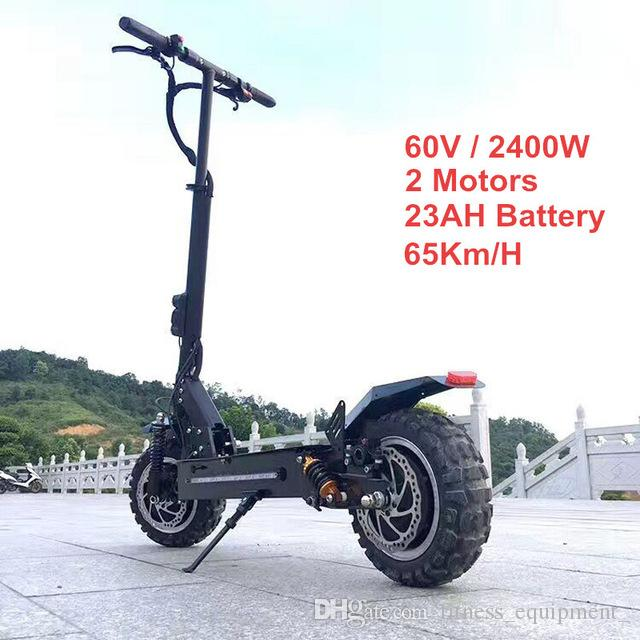 60V / 2400W
2 Motors
23AH Battery
65Km/H
DHgate.com/fitness_equipment